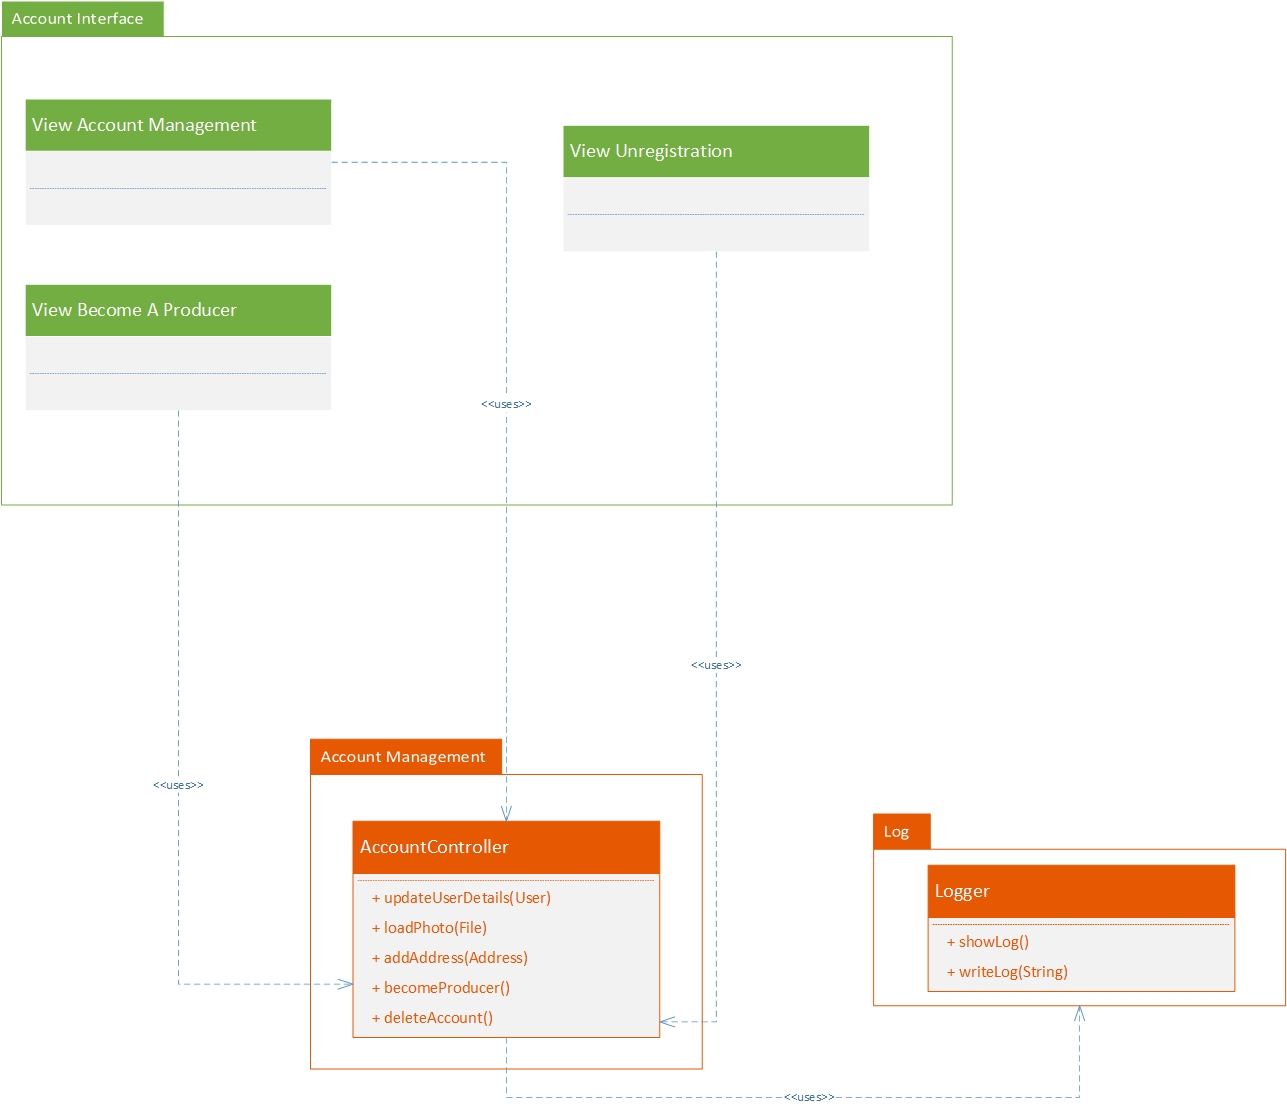 Account Interface
View Account Management
View Unregistration
View Become A Producer
<<uses>>
<<uses>>
<<uses>>
Account Management
AccountController
+ updateUserDetails(User)
+ loadPhoto(File)
+ addAddress(Address)
+ becomeProducer()
+ deleteAccount()
Log
Logger
+ showLog()
+ writeLog(String)
<<uses>>